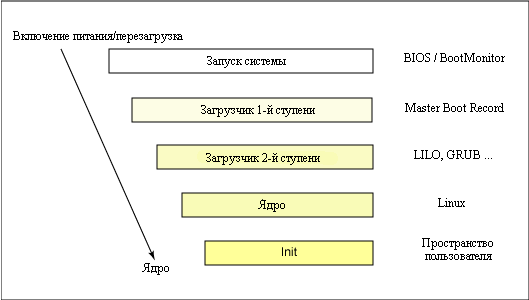 Включение питания/перезагрузка
Запуск системы
BIOS / BootMonitor
Загрузчик 1-й ступени
Master Boot Record
Загрузчик 2-й ступени
LILO, GRUB ...
Ядро
Linux
Init
Пространство
пользователя
Ядро